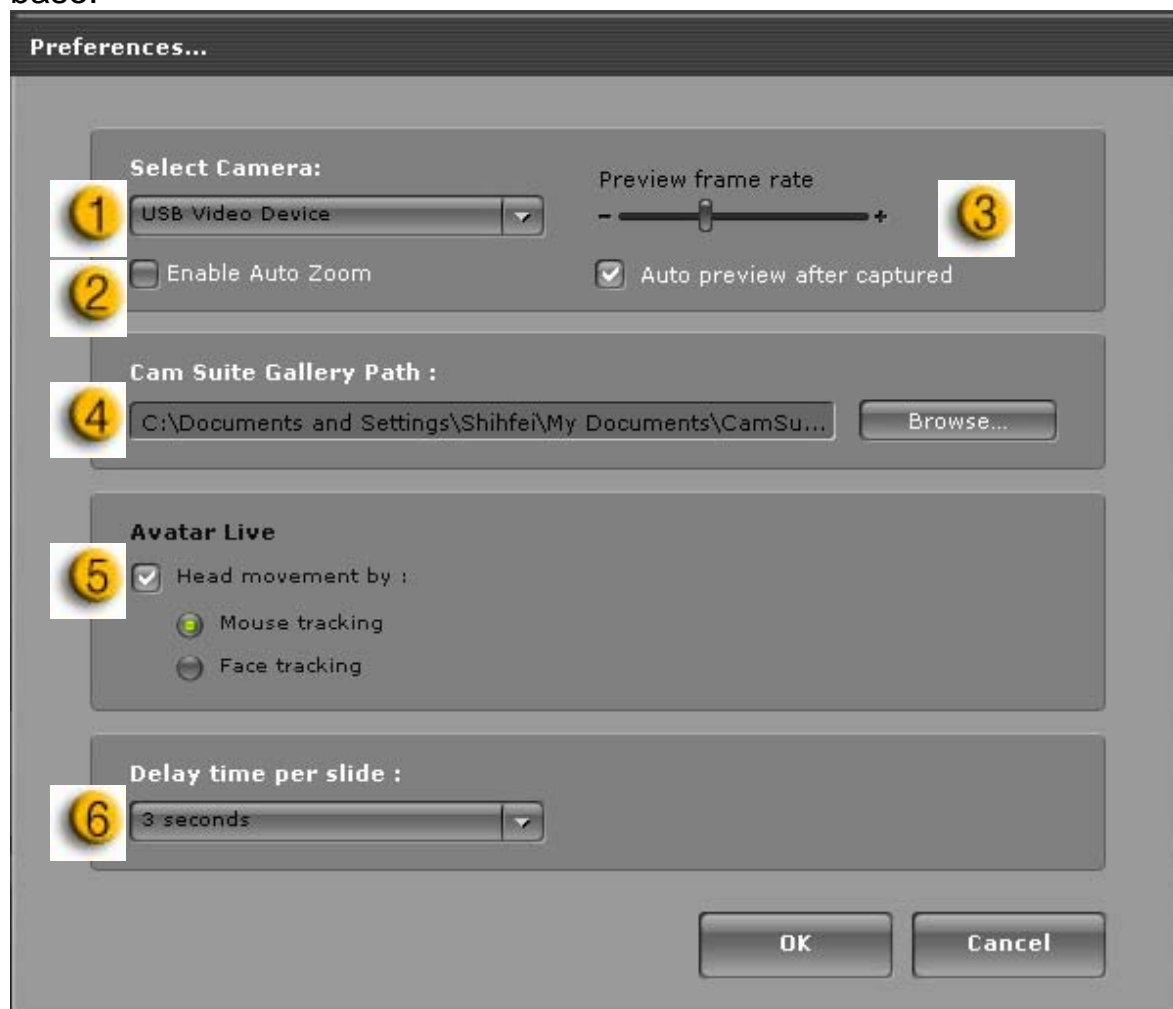 Preferences...
Select Camera:
Preview frame rate
1
USB Video Device
- +
3
2
Enable Auto Zoom
Auto preview after captured
Cam Suite Gallery Path :
4
C:\Documents and Settings\Shihfei\My Documents\CamSu...
Browse...
Avatar Live
5
Head movement by :
Mouse tracking
Face tracking
Delay time per slide :
6
3 seconds
OK
Cancel